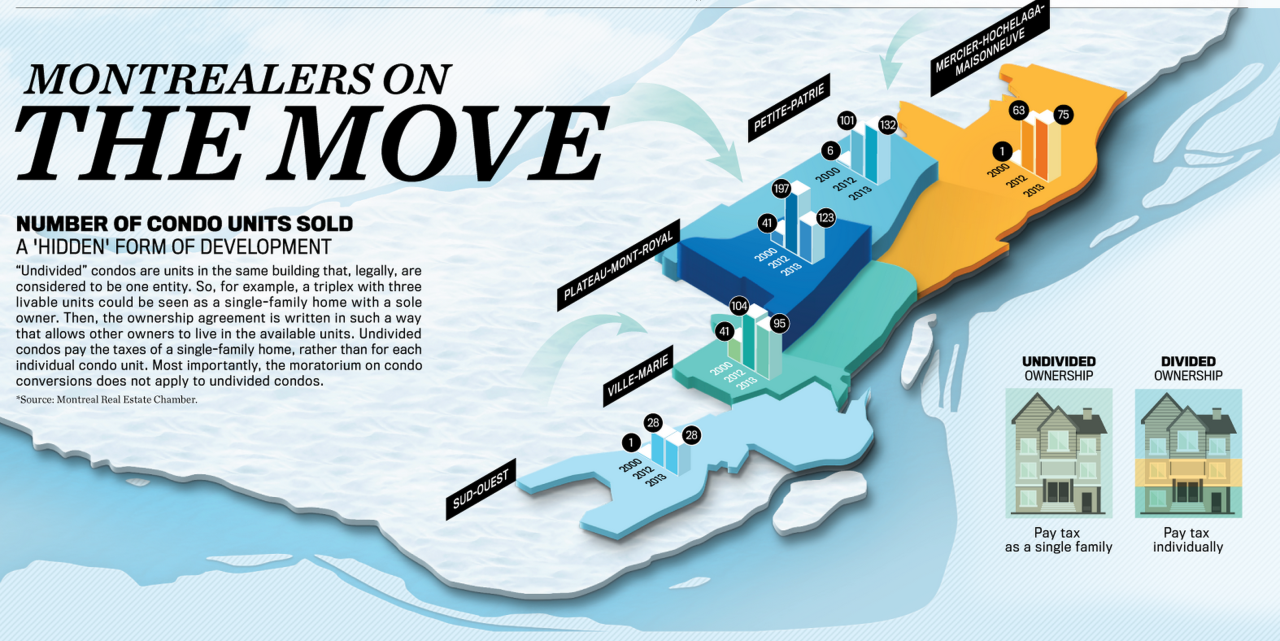 MONTREALERS ON
THE MOVE
NUMBER OF CONDO UNITS SOLD
A 'HIDDEN' FORM OF DEVELOPMENT
“Undivided” condos are units in the same building that, legally, are
considered to be one entity. So, for example, a triplex with three
livable units could be seen as a single-family home with a sole
owner. Then, the ownership agreement is written in such a way
that allows other owners to live in the available units. Undivided
condos pay the taxes of a single-family home, rather than for each
individual condo unit. Most importantly, the moratorium on condo
conversions does not apply to undivided condos.
*Source: Montreal Real Estate Chamber.
MERCIER-HOCHELAGA-
MAISONNEUVE
1
63
75
2000
2012
2013
PETITE-PATRIE
6
101
132
2000
2012
2013
PLATEAU-MONT-ROYAL
41
197
123
2000
2012
2013
VILLE-MARIE
41
104
95
2000
2012
2013
SUD-OUEST
1
28
28
2000
2012
2013
UNDIVIDED
OWNERSHIP
Pay tax
as a single family
DIVIDED
OWNERSHIP
Pay tax
individually